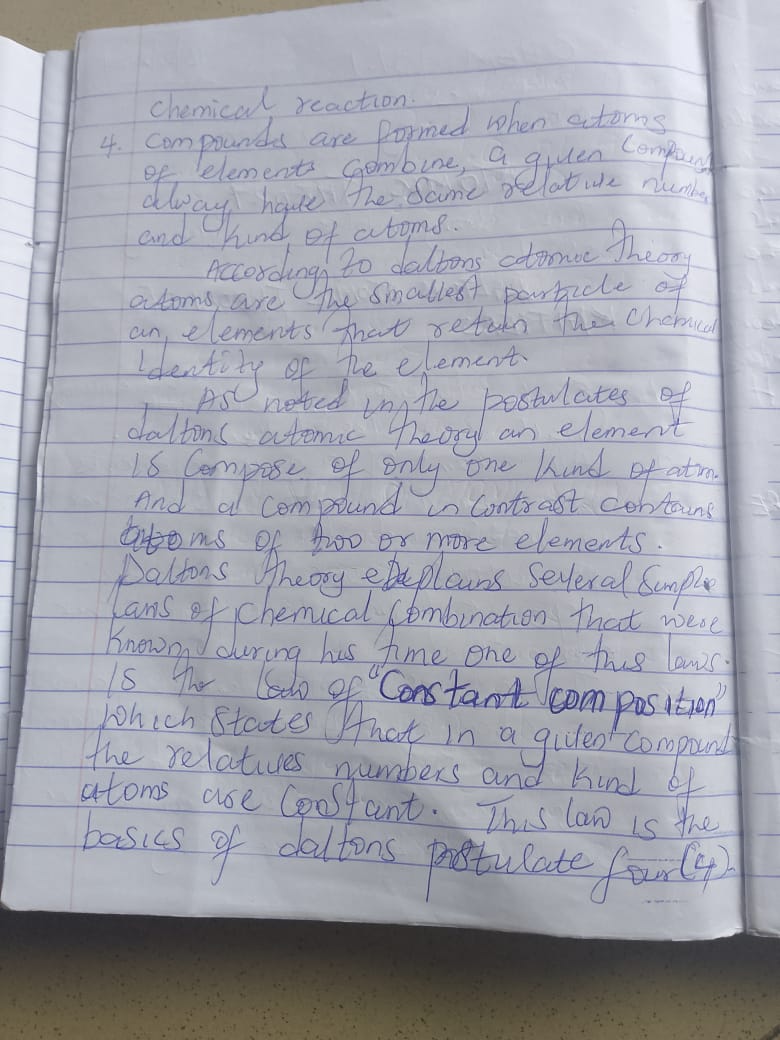 chemical reaction.
4. Compounds are formed when atoms
of elements combine, a given Compound
alway have the same relative number
and kind of atoms.
According to daltons atomic theory
atoms are the smallest particle of
an elements that retain the chemical
Identity of the element.
As noted in the postulates of
daltons atomic theory an element
is Compose of only one kind of atom.
And a compound in contrast contains
atoms of two or more elements.
Daltons theory explains several simple
laws of chemical combination that were
known during his time one of this laws.
is the law of "Constant composition"
which states that in a given compound
the relatives numbers and kind of
atoms are constant. This law is the
basics of daltons postulate four (4)